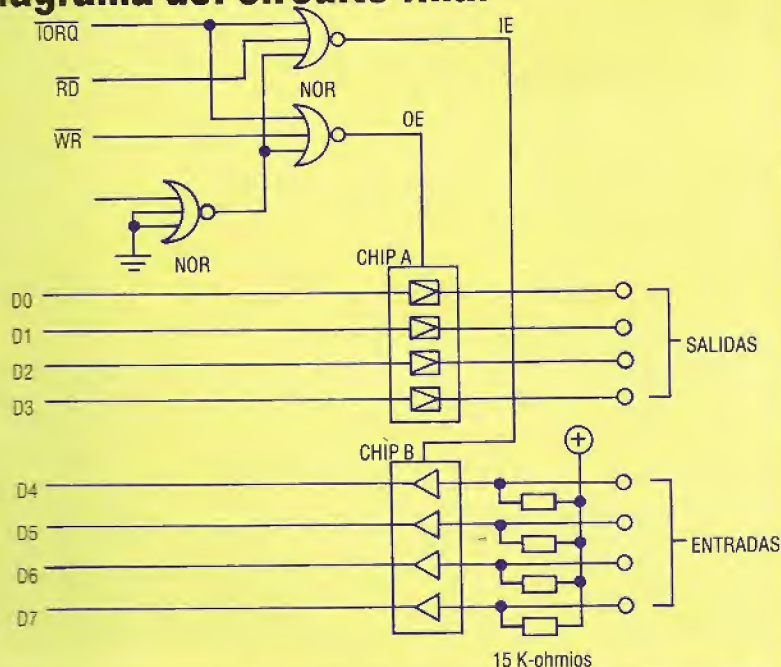 IORQ
IE
RD
NOR
OE
WR
NOR
CHIP A
D0
D1
SALIDAS
D2
D3
+
CHIP B
D4
D5
ENTRADAS
D6
D7
15 K-ohmios